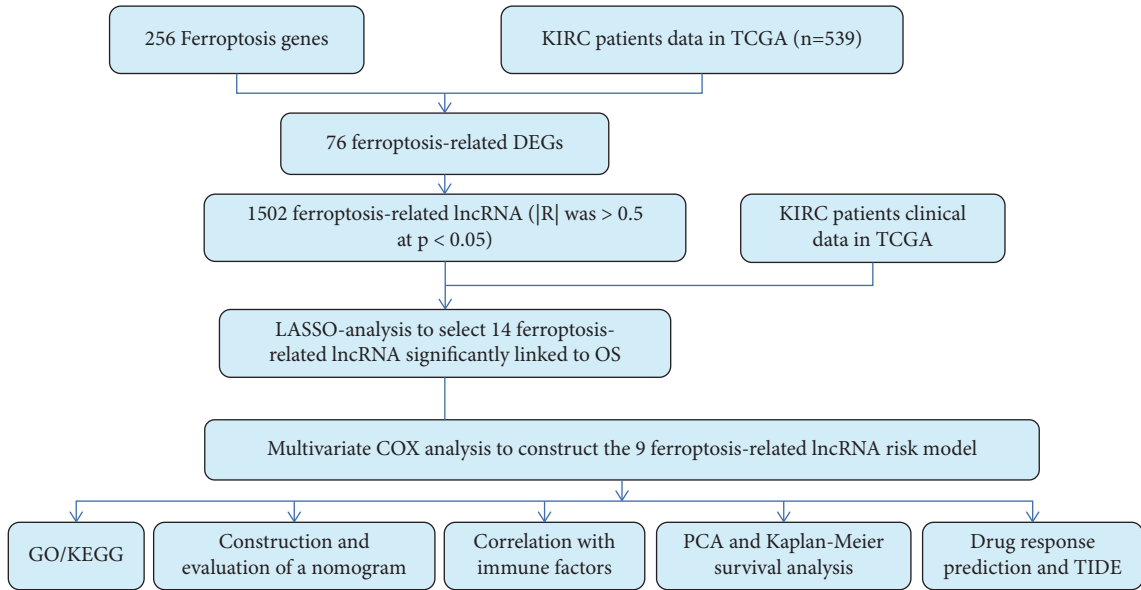 256 Ferroptosis genes
KIRC patients data in TCGA (n=539)
76 ferroptosis-related DEGs
1502 ferroptosis-related lncRNA (|R| was > 0.5
at p < 0.05)
KIRC patients clinical
data in TCGA
LASSO-analysis to select 14 ferroptosis-
related lncRNA significantly linked to OS
Multivariate COX analysis to construct the 9 ferroptosis-related lncRNA risk model
GO/KEGG
Construction and
evaluation of a nomogram
Correlation with
immune factors
PCA and Kaplan-Meier
survival analysis
Drug response
prediction and TIDE